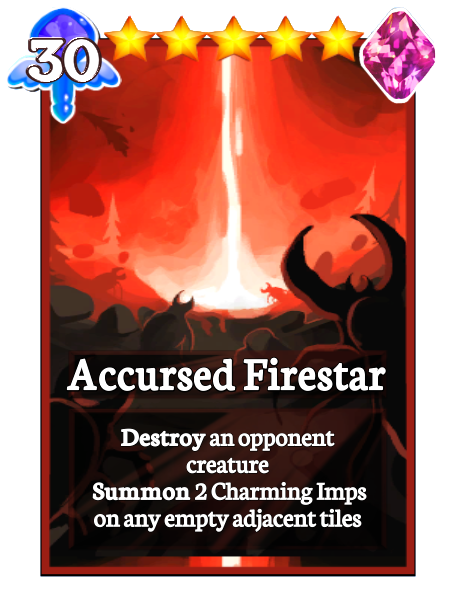 30
Accursed Firestar
Destroy an opponent
creature
Summon 2 Charming Imps
on any empty adjacent tiles